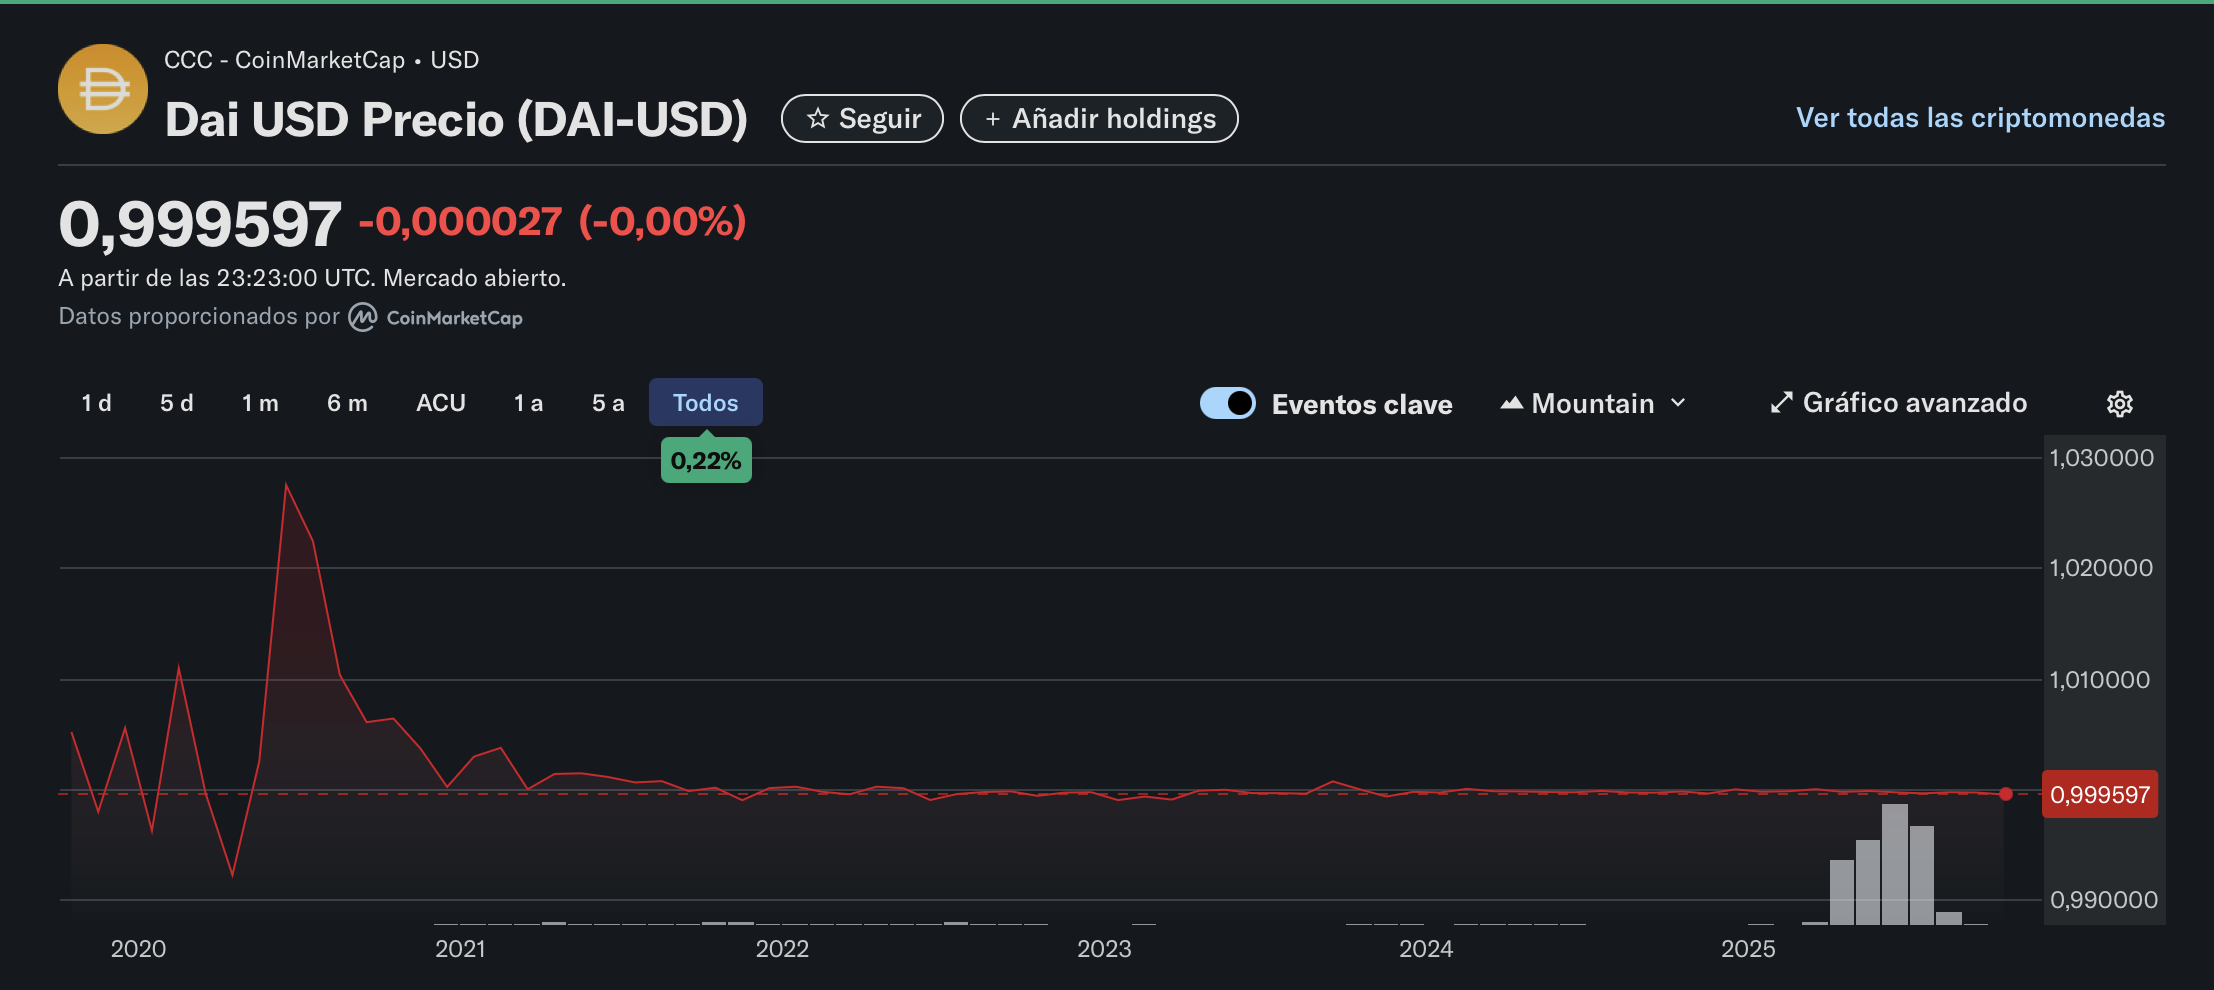 CCC - CoinMarketCap • USD
Dai USD Precio (DAI-USD)
☆ Seguir
+ Añadir holdings
Ver todas las criptomonedas
0,999597 -0,000027 (-0,00%)
A partir de las 23:23:00 UTC. Mercado abierto.
Datos proporcionados por CoinMarketCap
1 d 5 d 1 m 6 m ACU 1 a 5 a Todos
Eventos clave
Mountain
Gráfico avanzado
0,22%
1,030000
1,020000
1,010000
0,999597
0,990000
2020 2021 2022 2023 2024 2025